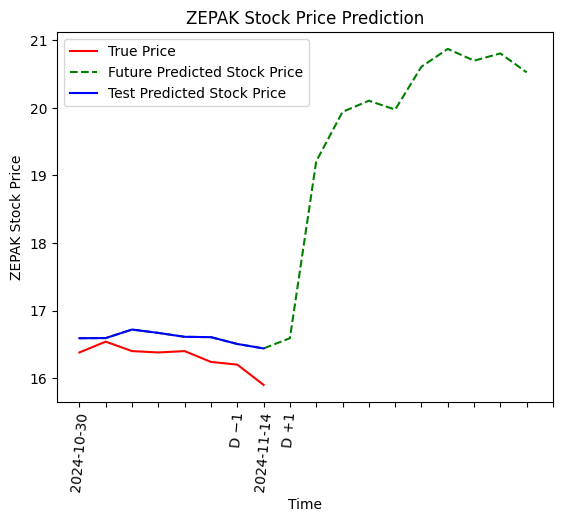 ZEPAK Stock Price Prediction
True Price
Future Predicted Stock Price
Test Predicted Stock Price
ZEPAK Stock Price
21
20
19
18
17
16
2024-10-30
D −1
2024-11-14
D +1
Time